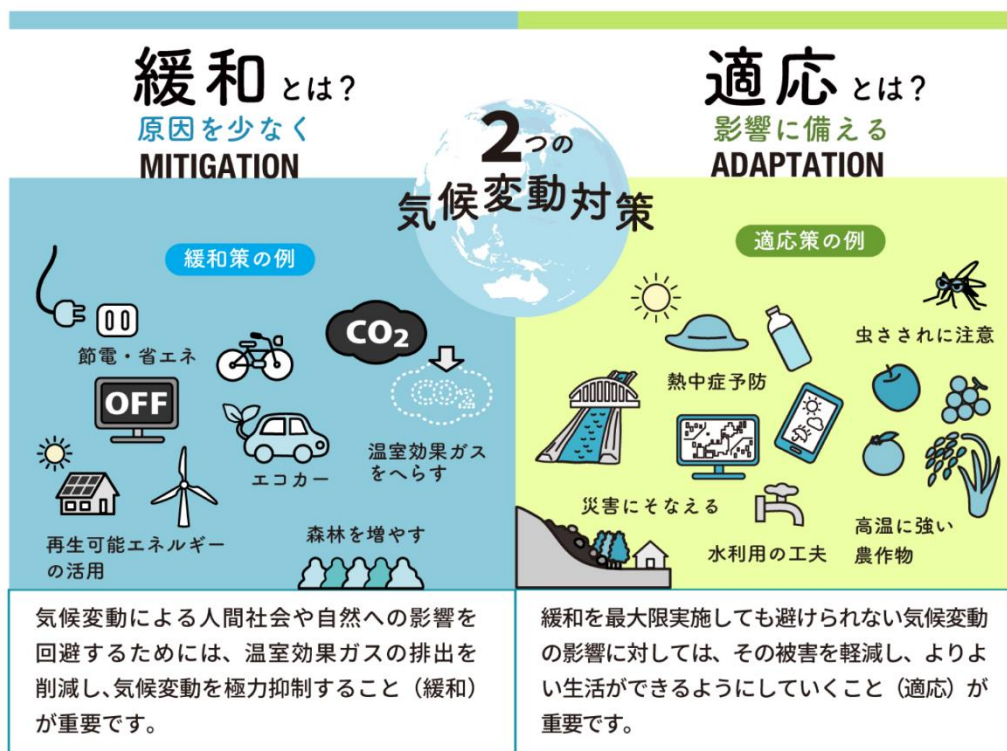 緩和とは?
原因を少なく
MITIGATION
2つの
気候変動対策
適応とは?
影響に備える
ADAPTATION
緩和策の例
節電・省エネ
OFF
CO₂
CO₂
温室効果ガス
をへらす
エコカー
再生可能エネルギー
の活用
森林を増やす
適応策の例
虫さされに注意
熱中症予防
災害にそなえる
水利用の工夫
高温に強い
農作物
気候変動による人間社会や自然への影響を
回避するためには、温室効果ガスの排出を
削減し、気候変動を極力抑制すること(緩和)
が重要です。
緩和を最大限実施しても避けられない気候変動
の影響に対しては、その被害を軽減し、よりよ
い生活ができるようにしていくこと(適応)が
重要です。